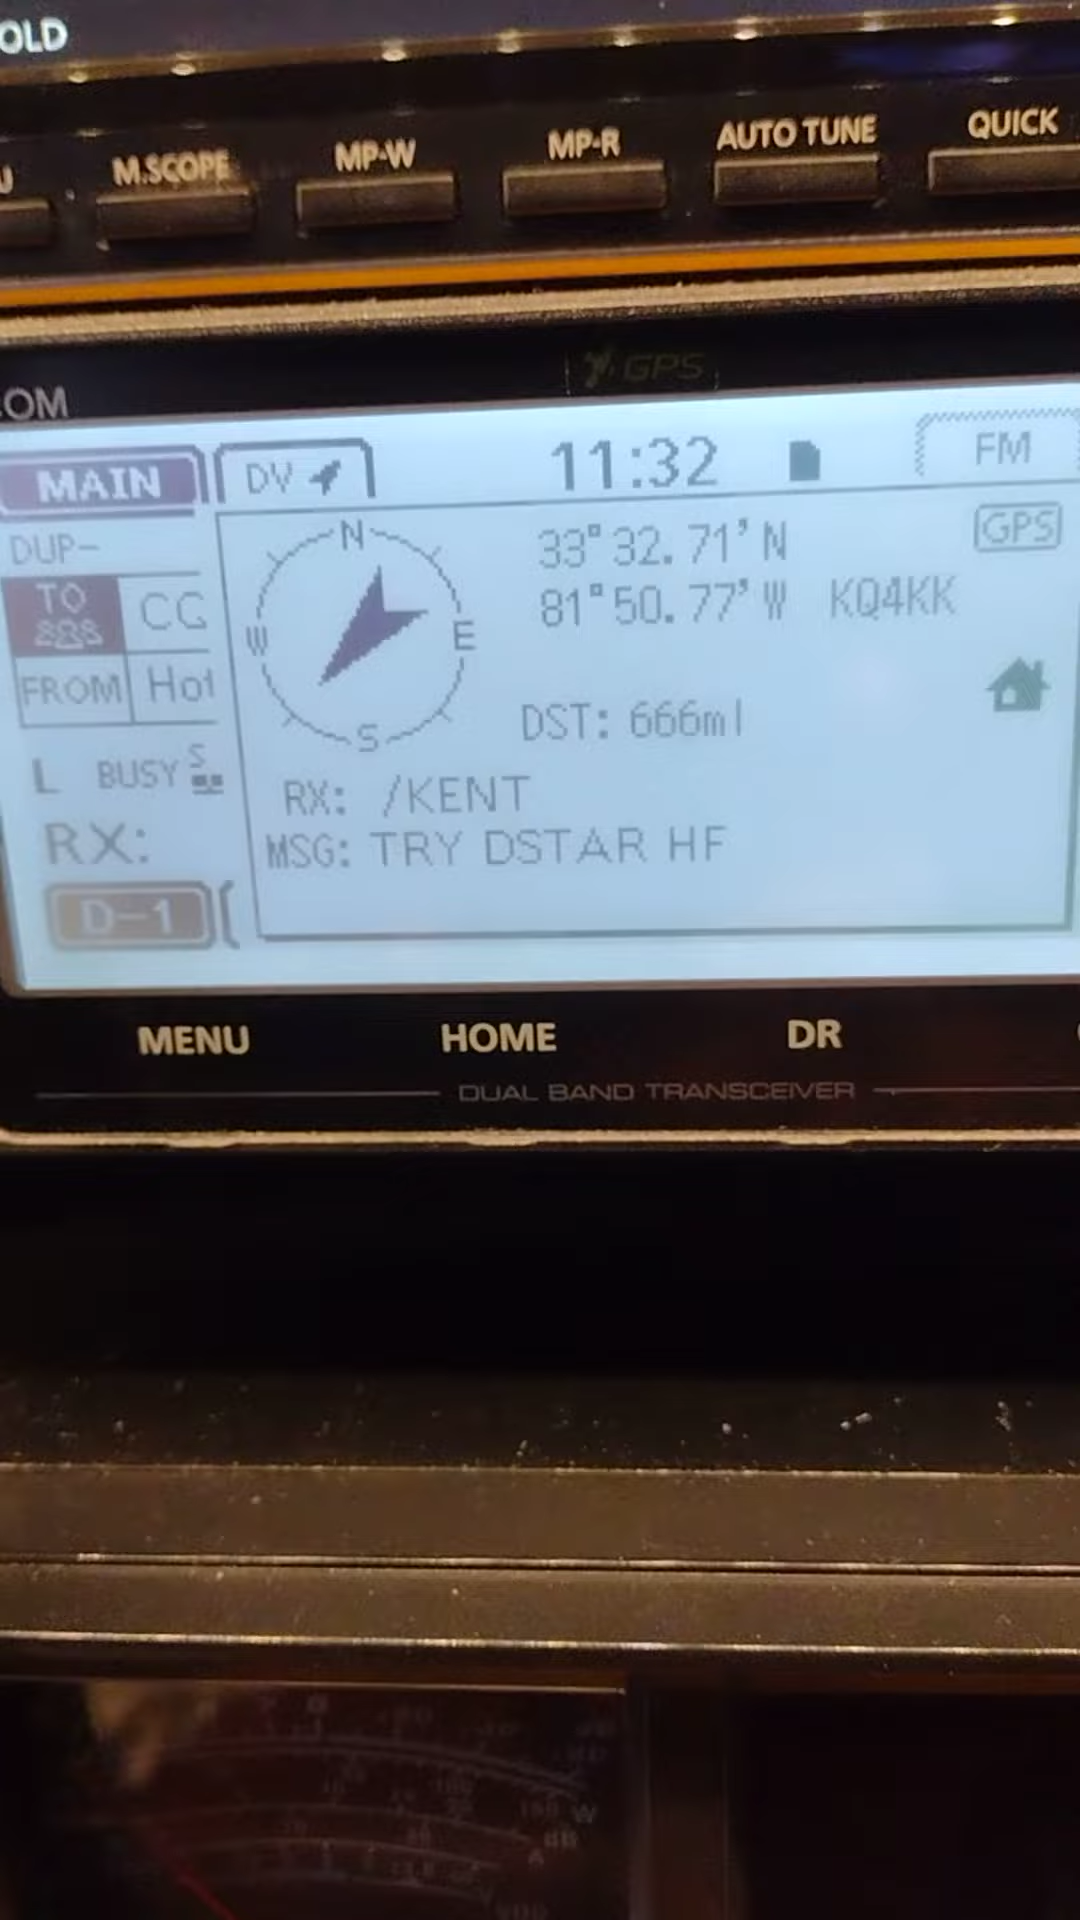 OLD
M.SCOPE MP-W MP-R AUTO TUNE QUICK
GPS
OM
MAIN DV 11:32 FM
DUP-
N
33°32.71'N GPS
TO CC
81°50.77'W KQ4KK
W E
FROM Hot
S
DST: 666ml
L BUSY S
RX: /KENT
RX:
MSG: TRY DSTAR HF
D-1
MENU HOME DR
DUAL BAND TRANSCEIVER